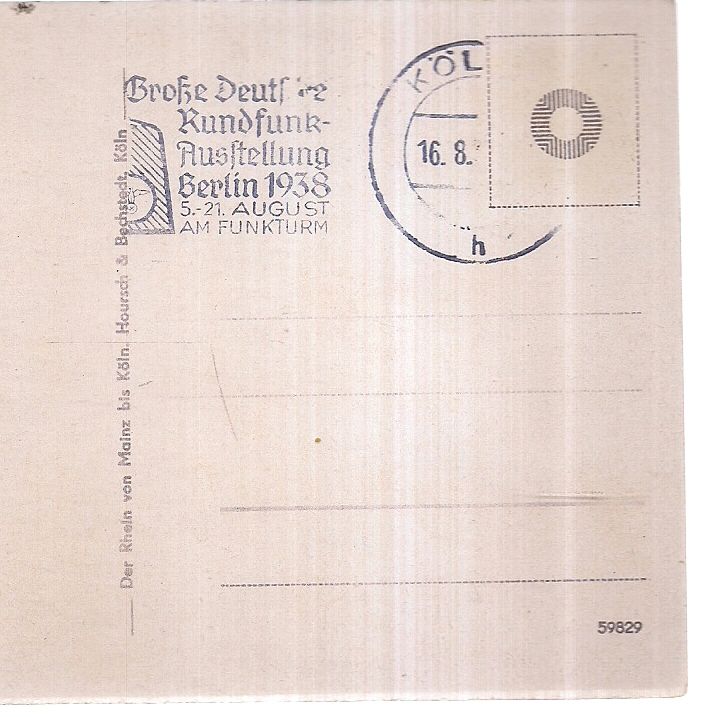 Große
Rundfunk-
Ausstellung
Berlin 1938
5.-21. AUGUST
AM FUNKTURM
KÖL
16. 8.
h
Der Rhein von Mainz bis Köln. Hoursch & Bechstedt, Köln
59829